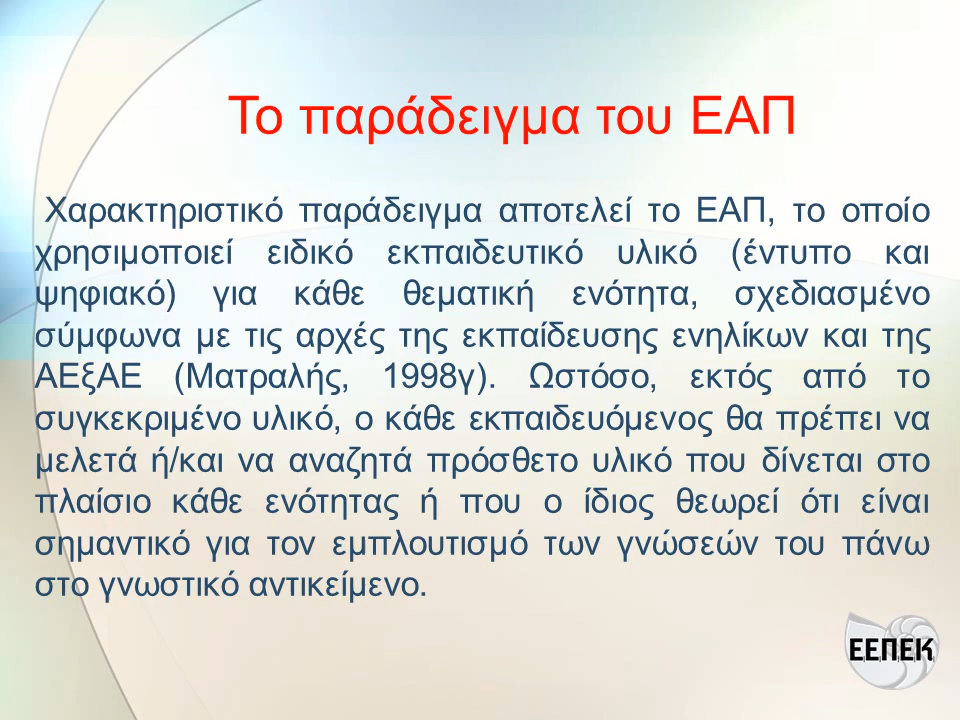 Το παράδειγμα του ΕΑΠ
Χαρακτηριστικό παράδειγμα αποτελεί το ΕΑΠ, το οποίο
χρησιμοποιεί ειδικό εκπαιδευτικό υλικό (έντυπο και
ψηφιακό) για κάθε θεματική ενότητα, σχεδιασμένο
σύμφωνα με τις αρχές της εκπαίδευσης ενηλίκων και της
ΑΕξΑΕ (Ματραλής, 1998γ). Ωστόσο, εκτός από το
συγκεκριμένο υλικό, ο κάθε εκπαιδευόμενος θα πρέπει να
μελετά ή/και να αναζητά πρόσθετο υλικό που δίνεται στο
πλαίσιο κάθε ενότητας ή που ο ίδιος θεωρεί ότι είναι
σημαντικό για τον εμπλουτισμό των γνώσεών του πάνω
στο γνωστικό αντικείμενο.
ΕΕΠΕΚ